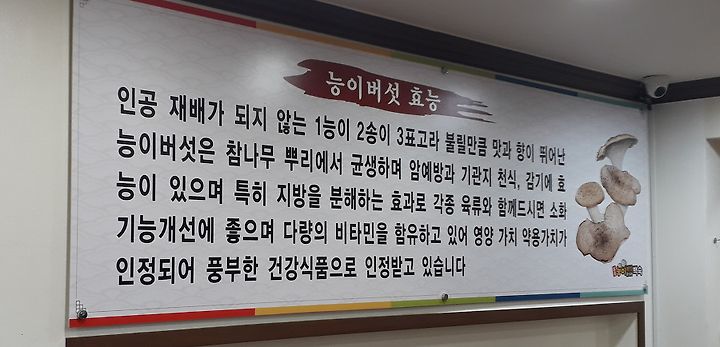 능이버섯 효능
인공 재배가 되지 않는 1능이 2송이 3표고라 불릴만큼 맛과 향이 뛰어난
능이버섯은 참나무 뿌리에서 균생하며 암예방과 기관지 천식, 감기에 효
능이 있으며 특히 지방을 분해하는 효과로 각종 육류와 함께드시면 소화
기능개선에 좋으며 다량의 비타민을 함유하고 있어 영양 가치 약용가치가
인정되어 풍부한 건강식품으로 인정받고 있습니다